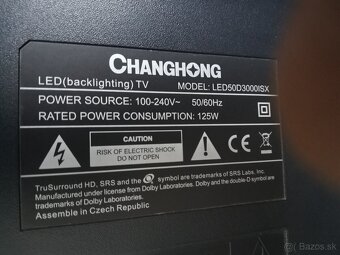 CHANGHONG
LED(backlighting) TV MODEL: LED50D3000ISX
POWER SOURCE: 100-240V~ 50/60Hz
RATED POWER CONSUMPTION: 125W
CAUTION
RISK OF ELECTRIC SHOCK
DO NOT OPEN
TruSurround HD, SRS and the symbol are trademarks of SRS Labs, Inc.
Manufactured under license from Dolby Laboratories.
Dolby and the double-D symbol are
trademarks of Dolby Laboratories.
Assemble in Czech Republic
Bazos.sk